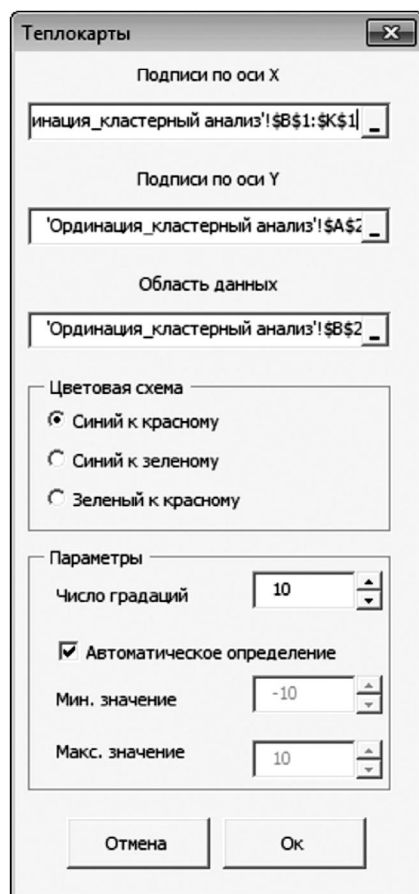 Теплокарты
Подписи по оси X
инация_кластерный анализ'!$B$1:$K$1
Подписи по оси Y
'Ординация_кластерный анализ'!$A$2
Область данных
'Ординация_кластерный анализ'!$B$2
Цветовая схема
Синий к красному
Синий к зеленому
Зеленый к красному
Параметры
Число градаций 10
Автоматическое определение
Мин. значение -10
Макс. значение 10
Отмена Ок